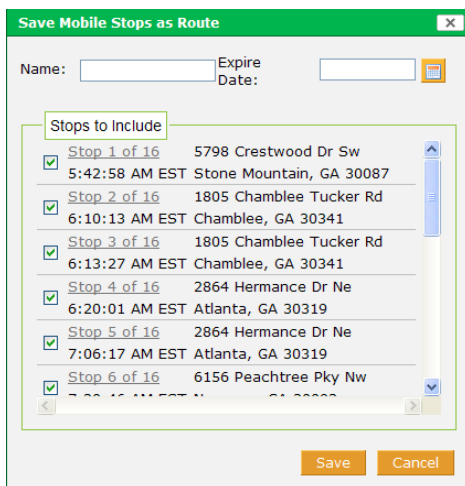 Save Mobile Stops as Route
Name:
Expire
Date:
Stops to Include
Stop 1 of 16 5798 Crestwood Dr Sw
5:42:58 AM EST Stone Mountain, GA 30087
Stop 2 of 16 1805 Chamblee Tucker Rd
6:10:13 AM EST Chamblee, GA 30341
Stop 3 of 16 1805 Chamblee Tucker Rd
6:13:27 AM EST Chamblee, GA 30341
Stop 4 of 16 2864 Hermance Dr Ne
6:20:01 AM EST Atlanta, GA 30319
Stop 5 of 16 2864 Hermance Dr Ne
7:06:17 AM EST Atlanta, GA 30319
Stop 6 of 16 6156 Peachtree Pky Nw
AM EST GA
Save Cancel